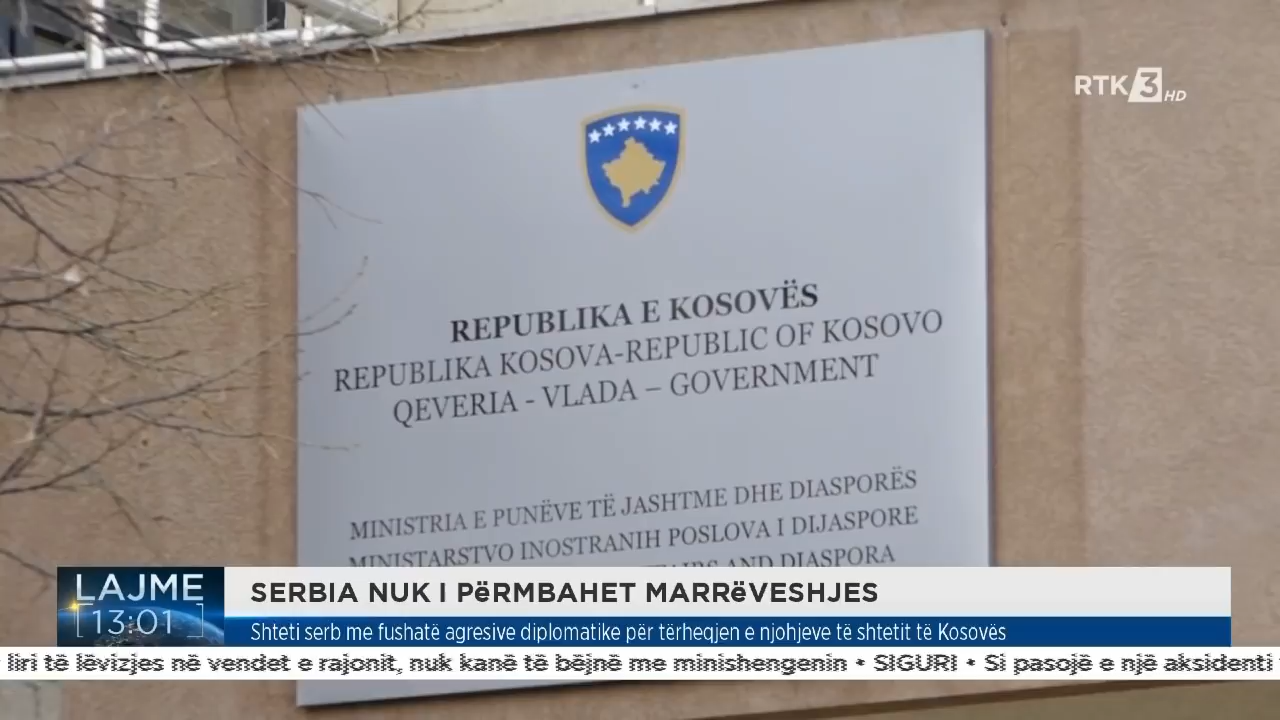 RTK 3 HD
REPUBLIKA E KOSOVËS
REPUBLIKA KOSOVA-REPUBLIC OF KOSOVO
QEVERIA - VLADA – GOVERNMENT
MINISTRIA E PUNËVE TË JASHTME DHE DIASPORËS
MINISTARSTVO INOSTRANIH POSLOVA I DIJASPORE
AND DIASPORA
LAJME
13:01
SERBIA NUK I PëRMBAHET MARRëVESHJES
Shteti serb me fushatë agresive diplomatike për tërheqjen e njohjeve të shtetit të Kosovës
liri të lëvizjes në vendet e rajonit, nuk kanë të bëjnë me minishengenin • SIGURI • Si pasojë e një aksidenti